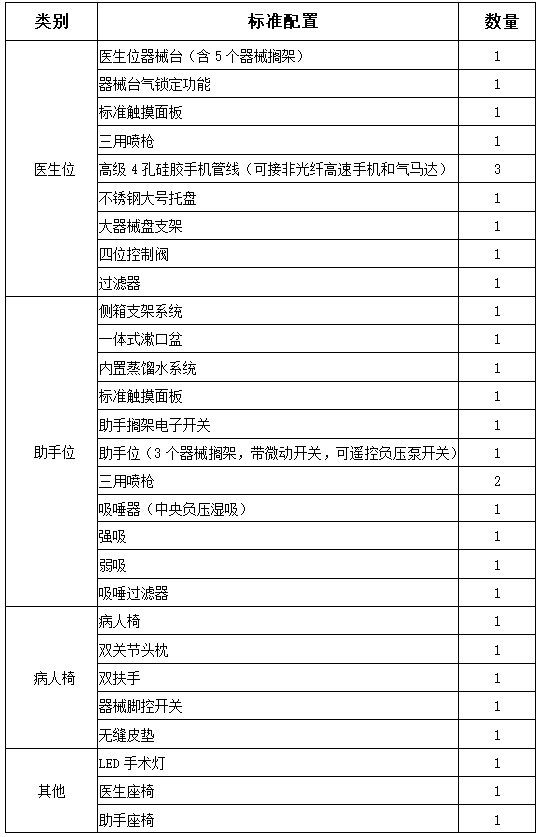 类别 标准配置 数量
医生位器械台（含5个器械搁架） 1
器械台气锁定功能 1
标准触摸面板 1
三用喷枪 1
医生位 高级4孔硅胶手机管线（可接非光纤高速手机和气马达） 3
不锈钢大号托盘 1
大器械盘支架 1
四位控制阀 1
过滤器 1
侧箱支架系统 1
一体式漱口盆 1
内置蒸馏水系统 1
标准触摸面板 1
助手搁架电子开关 1
助手位 助手位（3个器械搁架，带微动开关，可遥控负压泵开关） 1
三用喷枪 2
吸唾器（中央负压湿吸） 1
强吸 1
弱吸 1
吸唾过滤器 1
病人椅 1
双关节头枕 1
病人椅 双扶手 1
器械脚控开关 1
无缝皮垫 1
LED手术灯 1
其他 医生座椅 1
助手座椅 1